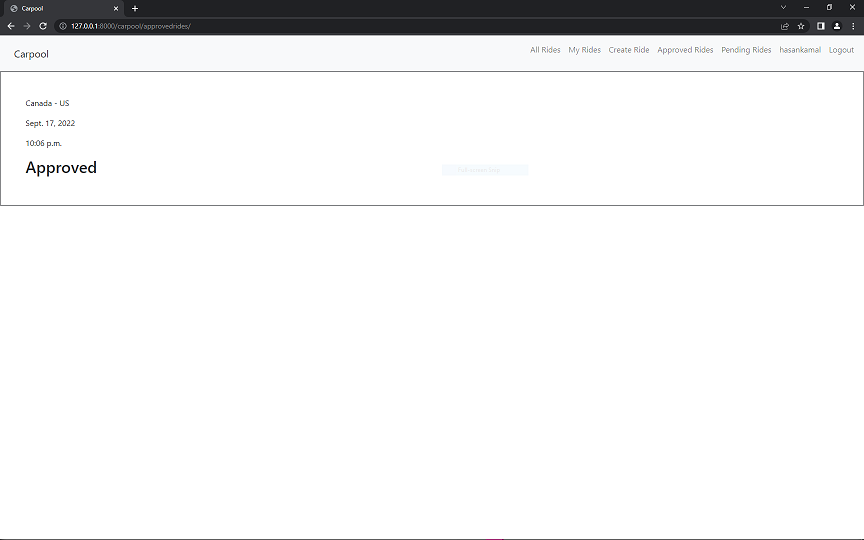 Carpool
127.0.0.1:8000/carpool/approvedrides/
Carpool
All Rides My Rides Create Ride Approved Rides Pending Rides hasankamal Logout
Canada - US
Sept. 17, 2022
10:06 p.m.
Approved